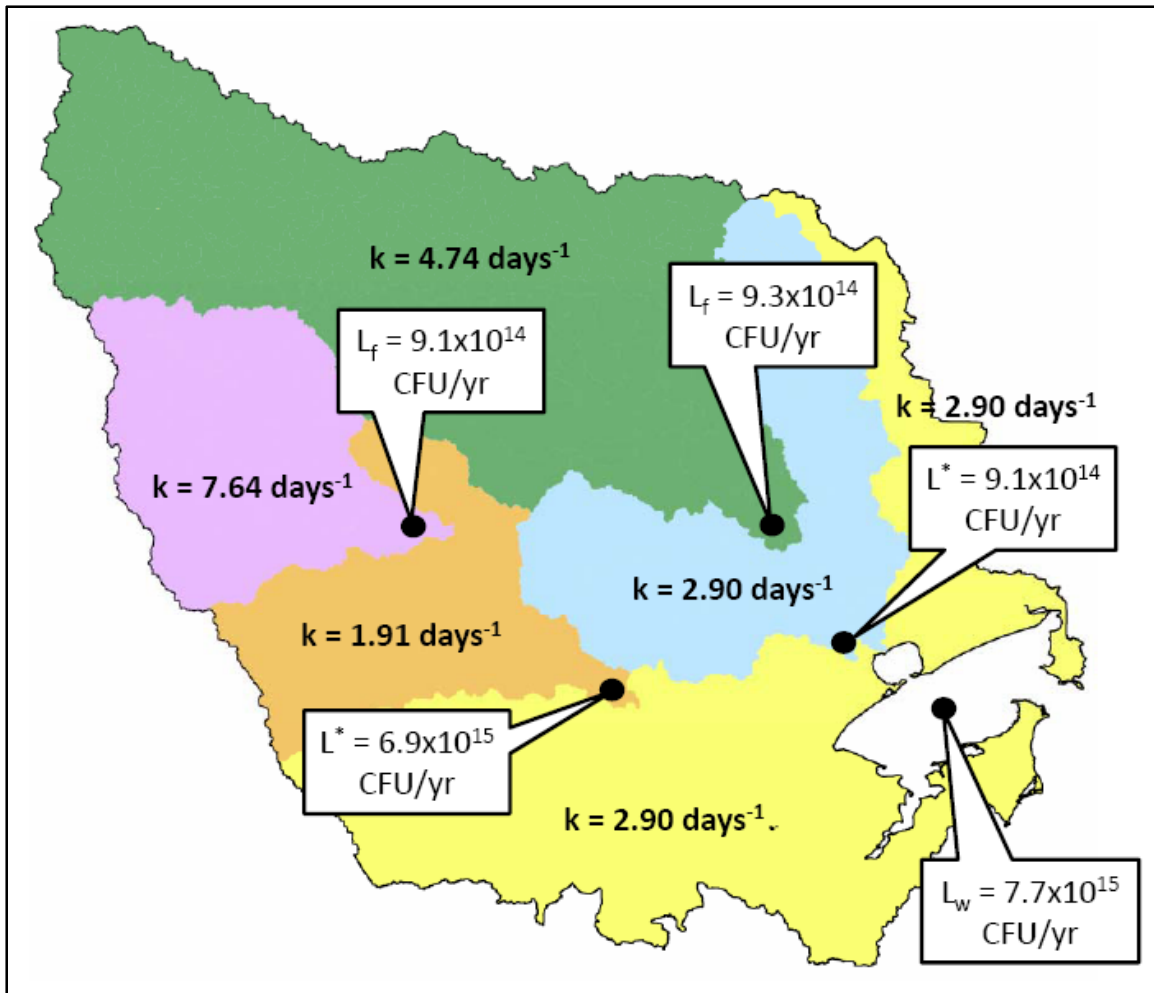 k = 4.74 days⁻¹
L_f = 9.3x10¹⁴
CFU/yr
L_f = 9.1x10¹⁴
CFU/yr
k = 2.90 days⁻¹
L* = 9.1x10¹⁴
CFU/yr
k = 7.64 days⁻¹
k = 2.90 days⁻¹
k = 1.91 days⁻¹
L* = 6.9x10¹⁵
CFU/yr
k = 2.90 days⁻¹.
L_w = 7.7x10¹⁵
CFU/yr